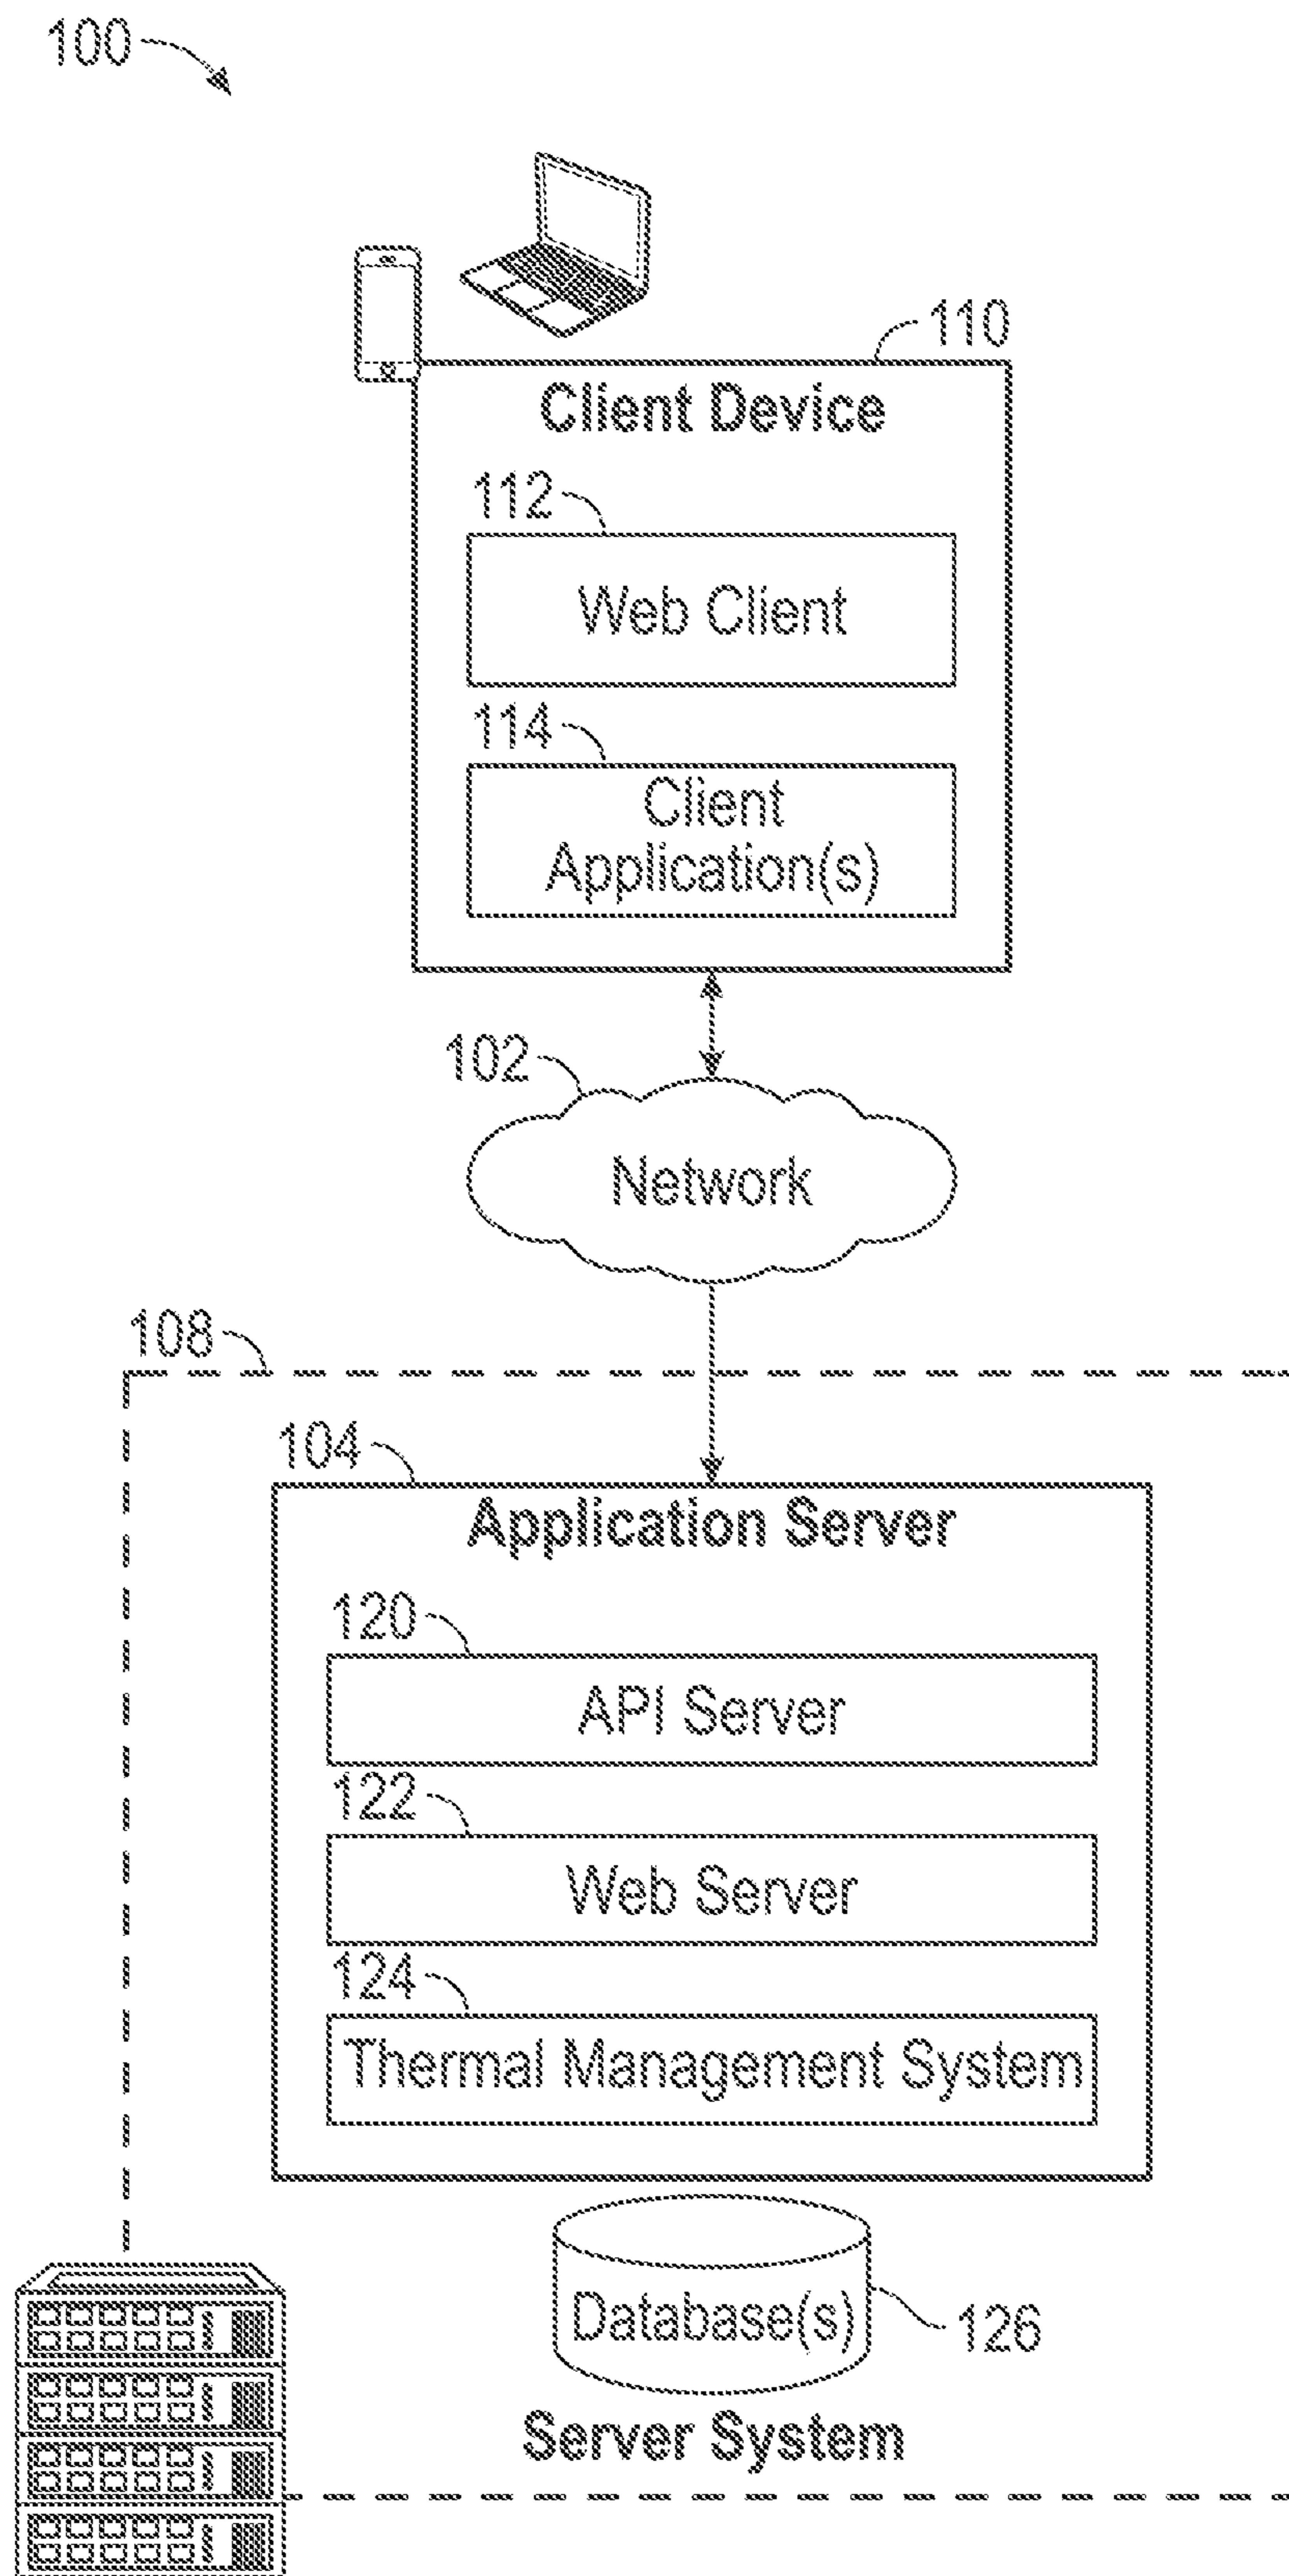 100
110
Client Device
112
Web Client
114
Client
Application(s)
102
Network
108
104
Application Server
120
API Server
122
Web Server
124
Thermal Management System
Database(s)
126
Server System